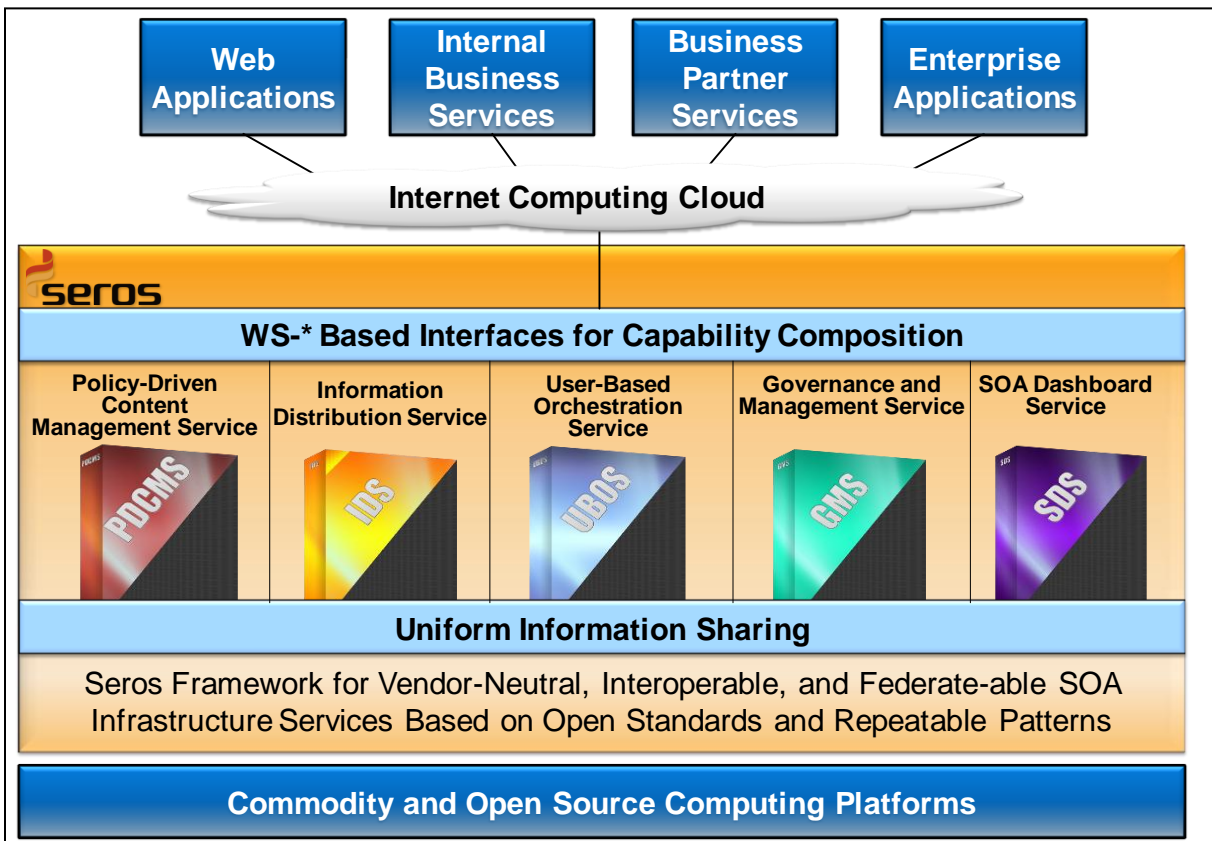 Web
Applications
Internal
Business
Services
Business
Partner
Services
Enterprise
Applications
Internet Computing Cloud
seros
WS-* Based Interfaces for Capability Composition
Policy-Driven
Content
Management Service
Information
Distribution Service
User-Based
Orchestration
Service
Governance and
Management Service
SOA Dashboard
Service
PDCMS
PDCMS
IDS
UBOS
GMS
GMS
SDS
SDS
Uniform Information Sharing
Seros Framework for Vendor-Neutral, Interoperable, and Federate-able SOA
Infrastructure Services Based on Open Standards and Repeatable Patterns
Commodity and Open Source Computing Platforms